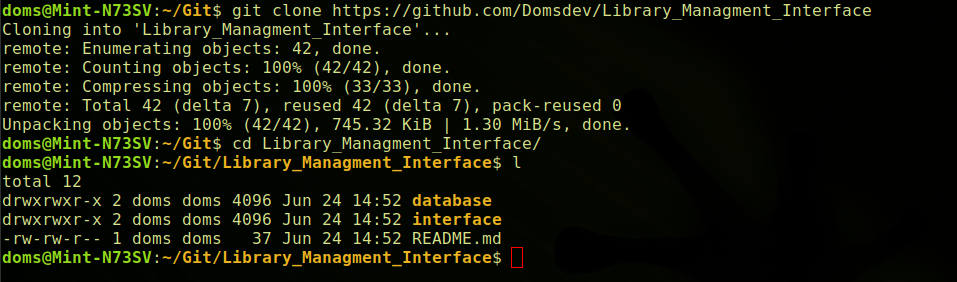 doms@Mint-N73SV:~/Git$ git clone https://github.com/Domsdev/Library_Managment_Interface
Cloning into 'Library_Managment_Interface'...
remote: Enumerating objects: 42, done.
remote: Counting objects: 100% (42/42), done.
remote: Compressing objects: 100% (33/33), done.
remote: Total 42 (delta 7), reused 42 (delta 7), pack-reused 0
Unpacking objects: 100% (42/42), 745.32 KiB | 1.30 MiB/s, done.
doms@Mint-N73SV:~/Git$ cd Library_Managment_Interface/
doms@Mint-N73SV:~/Git/Library_Managment_Interface$ l
total 12
drwxrwxr-x 2 doms doms 4096 Jun 24 14:52 database
drwxrwxr-x 2 doms doms 4096 Jun 24 14:52 interface
-rw-rw-r-- 1 doms doms   37 Jun 24 14:52 README.md
doms@Mint-N73SV:~/Git/Library_Managment_Interface$